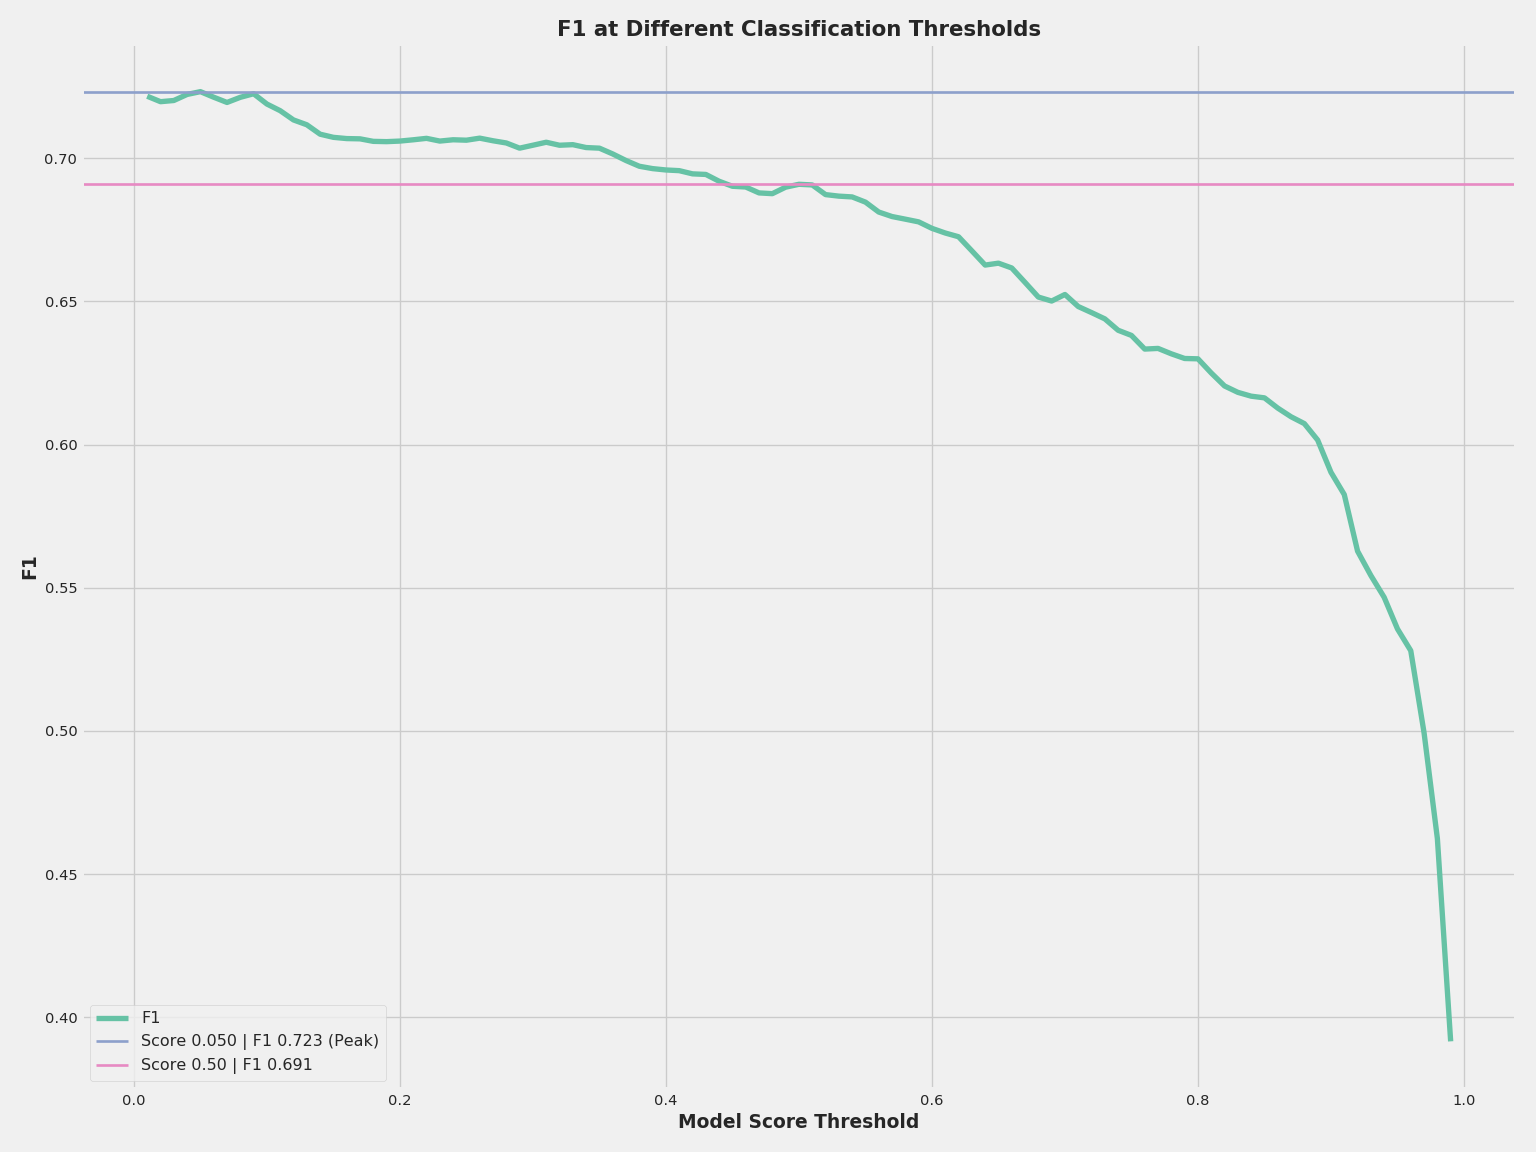 F1 at Different Classification Thresholds
F1
0.70
0.65
0.60
0.55
0.50
0.45
0.40
F1
Score 0.050 | F1 0.723 (Peak)
Score 0.50 | F1 0.691
0.0 0.2 0.4 0.6 0.8 1.0
Model Score Threshold